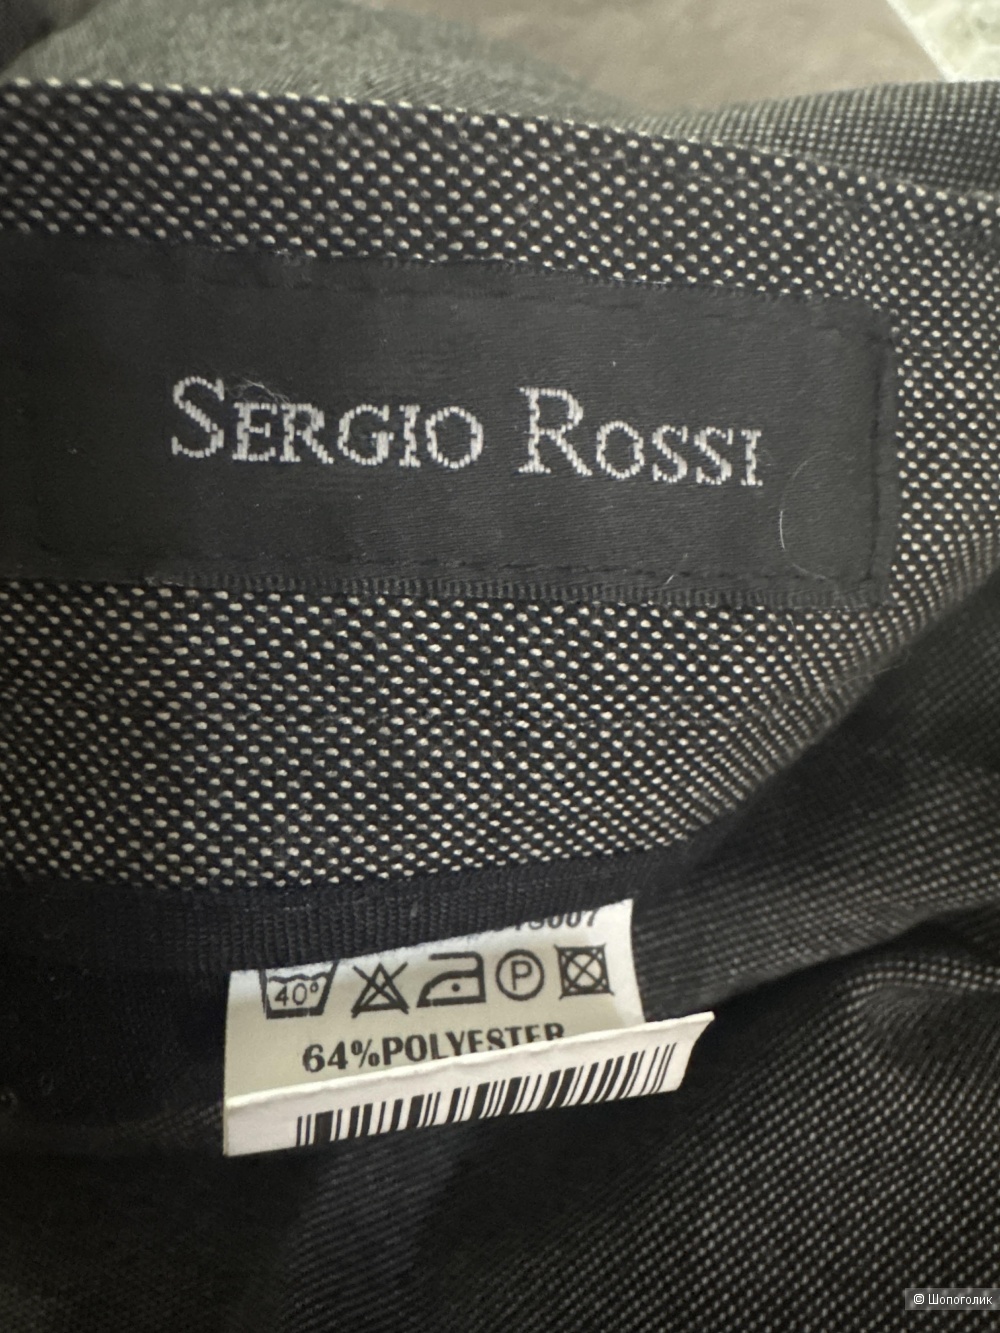 SERGIO ROSSI
40°
P
64%POLYESTER
© Шопоголик